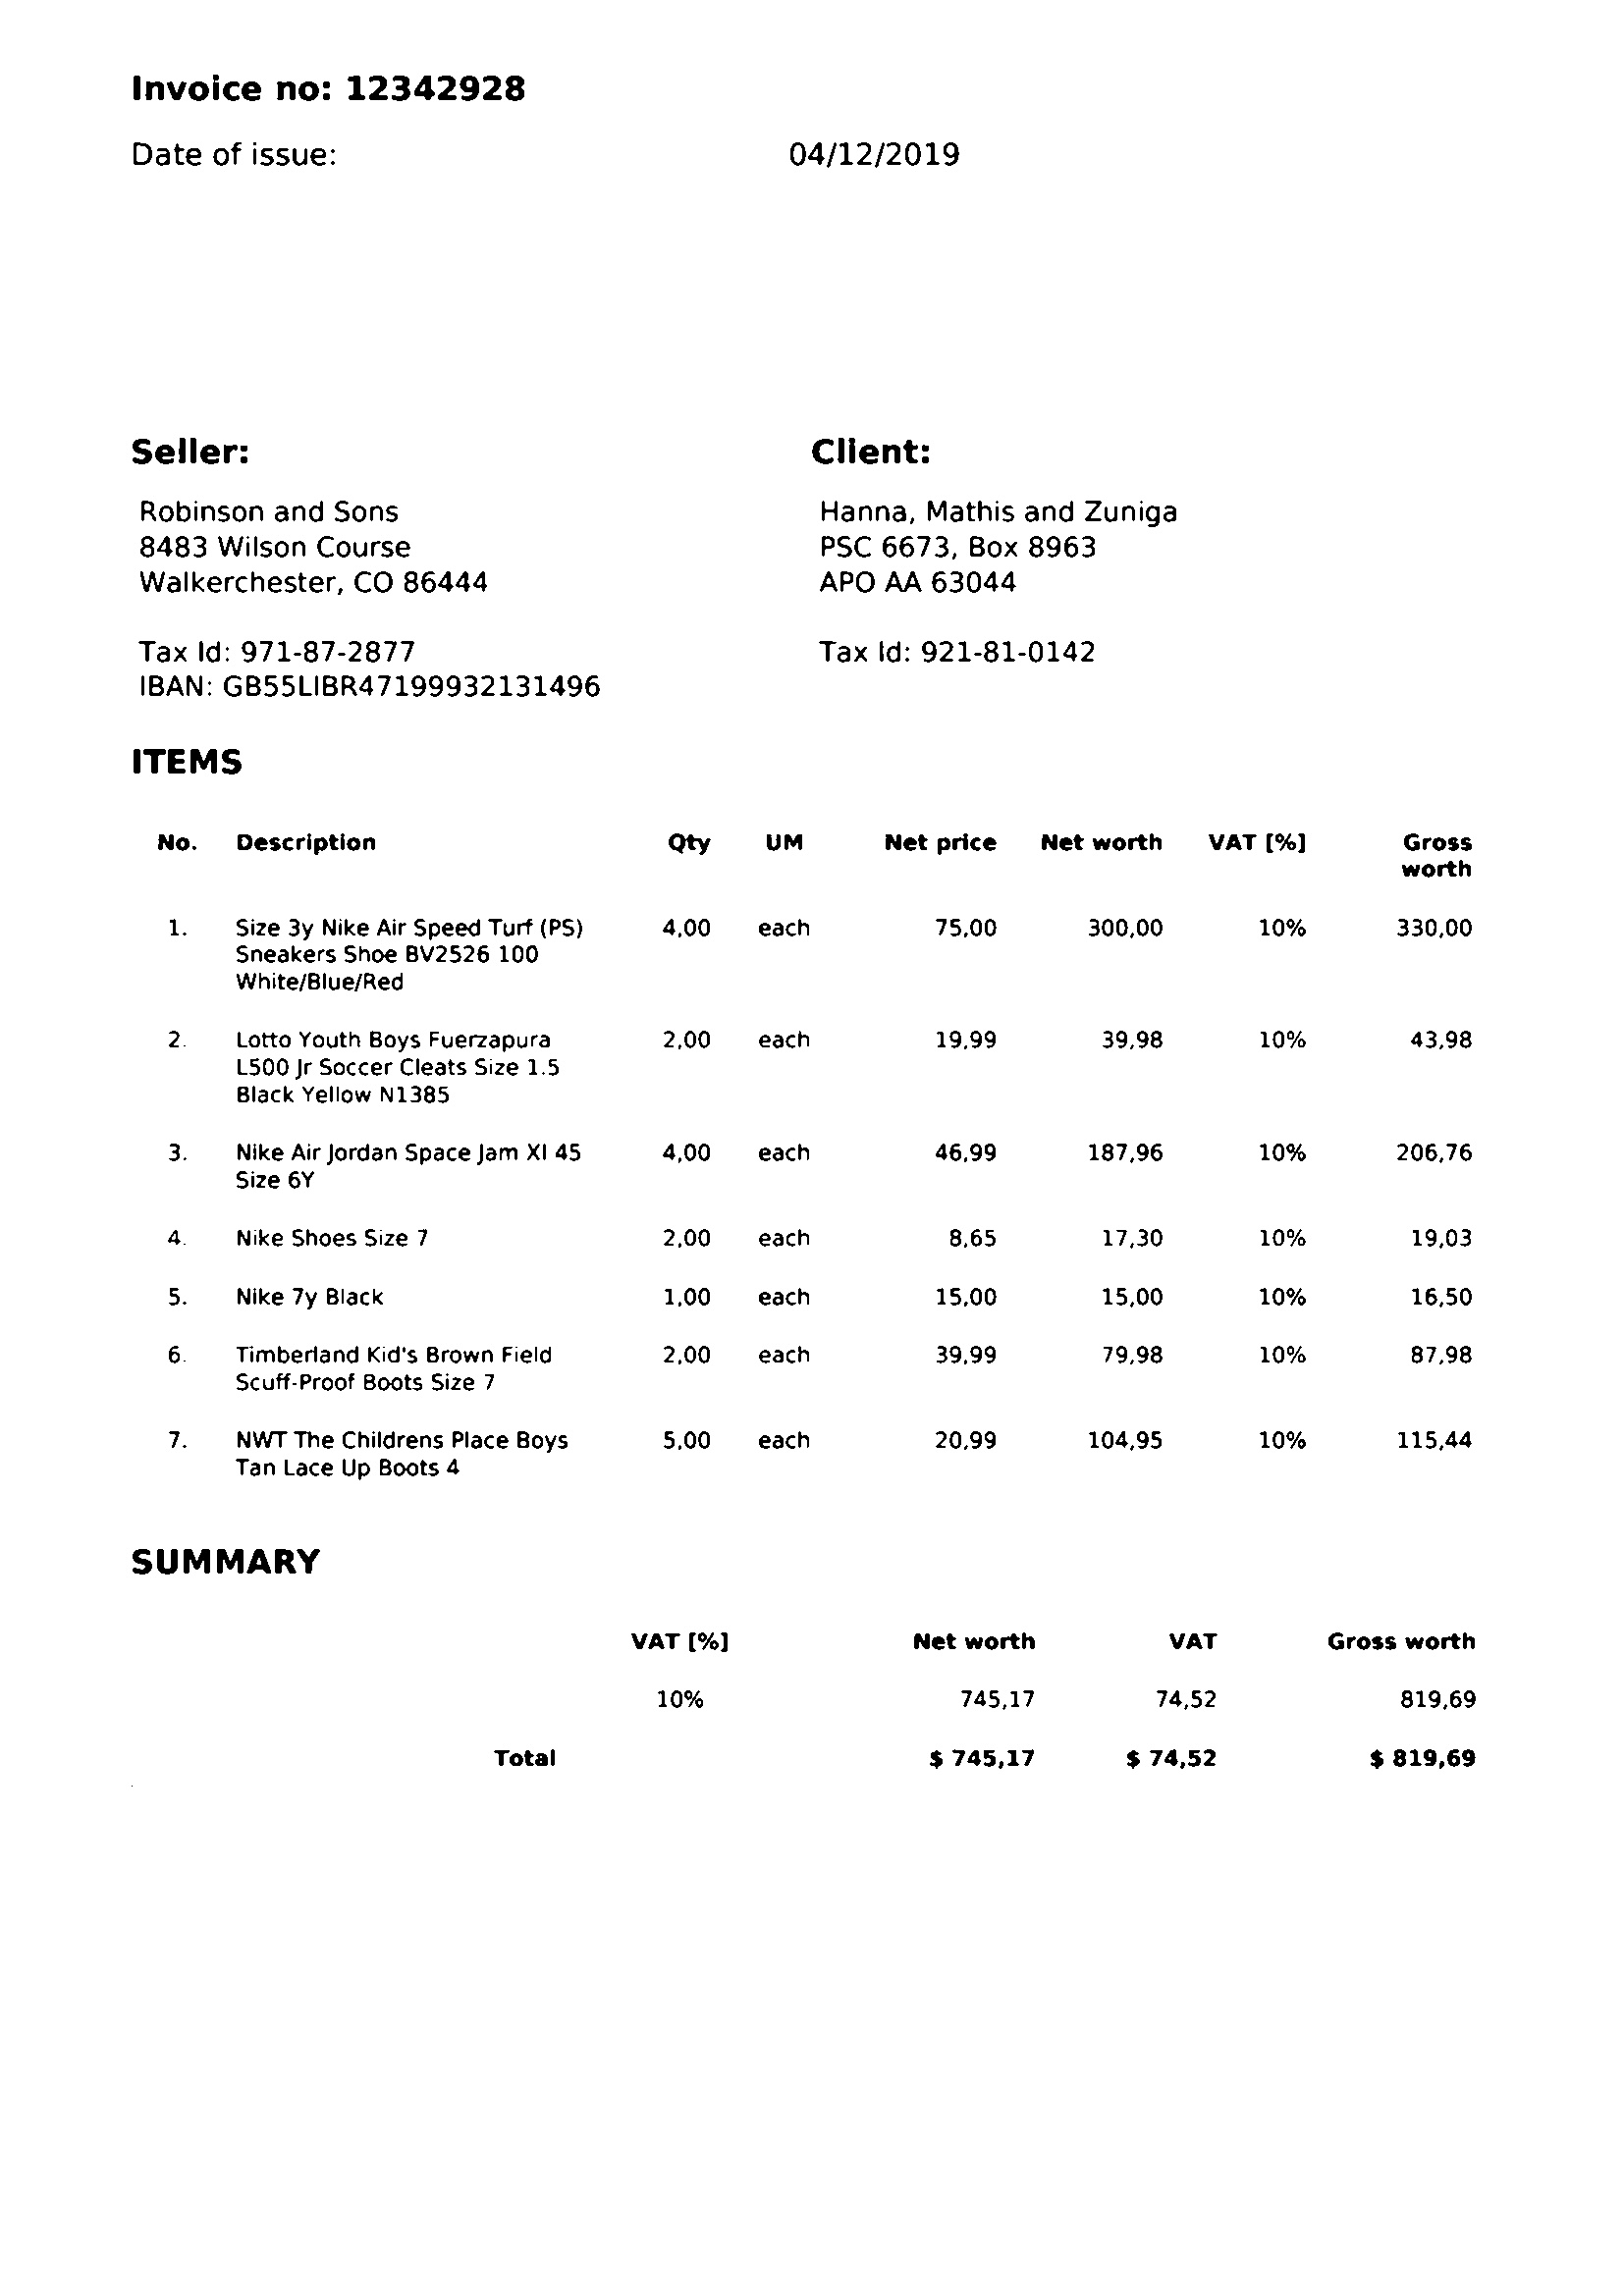 Invoice no: 12342928
Date of issue: 04/12/2019
Seller: Client:
Robinson and Sons
8483 Wilson Course
Walkerchester, CO 86444
Tax Id: 971-87-2877
IBAN: GB55LIBR47199932131496
Hanna, Mathis and Zuniga
PSC 6673, Box 8963
APO AA 63044
Tax Id: 921-81-0142
ITEMS
No. Description Qty UM Net price Net worth VAT [%] Gross
worth
1. Size 3y Nike Air Speed Turf (PS) 4,00 each 75,00 300,00 10% 330,00
Sneakers Shoe BV2526 100
White/Blue/Red
2. Lotto Youth Boys Fuerzapura 2,00 each 19,99 39,98 10% 43,98
L500 Jr Soccer Cleats Size 1.5
Black Yellow N1385
3. Nike Air Jordan Space Jam XI 45 4,00 each 46,99 187,96 10% 206,76
Size 6Y
4. Nike Shoes Size 7 2,00 each 8,65 17,30 10% 19,03
5. Nike 7y Black 1,00 each 15,00 15,00 10% 16,50
6. Timberland Kid's Brown Field 2,00 each 39,99 79,98 10% 87,98
Scuff-Proof Boots Size 7
7. NWT The Childrens Place Boys 5,00 each 20,99 104,95 10% 115,44
Tan Lace Up Boots 4
SUMMARY
VAT [%] Net worth VAT Gross worth
10% 745,17 74,52 819,69
Total $ 745,17 $ 74,52 $ 819,69